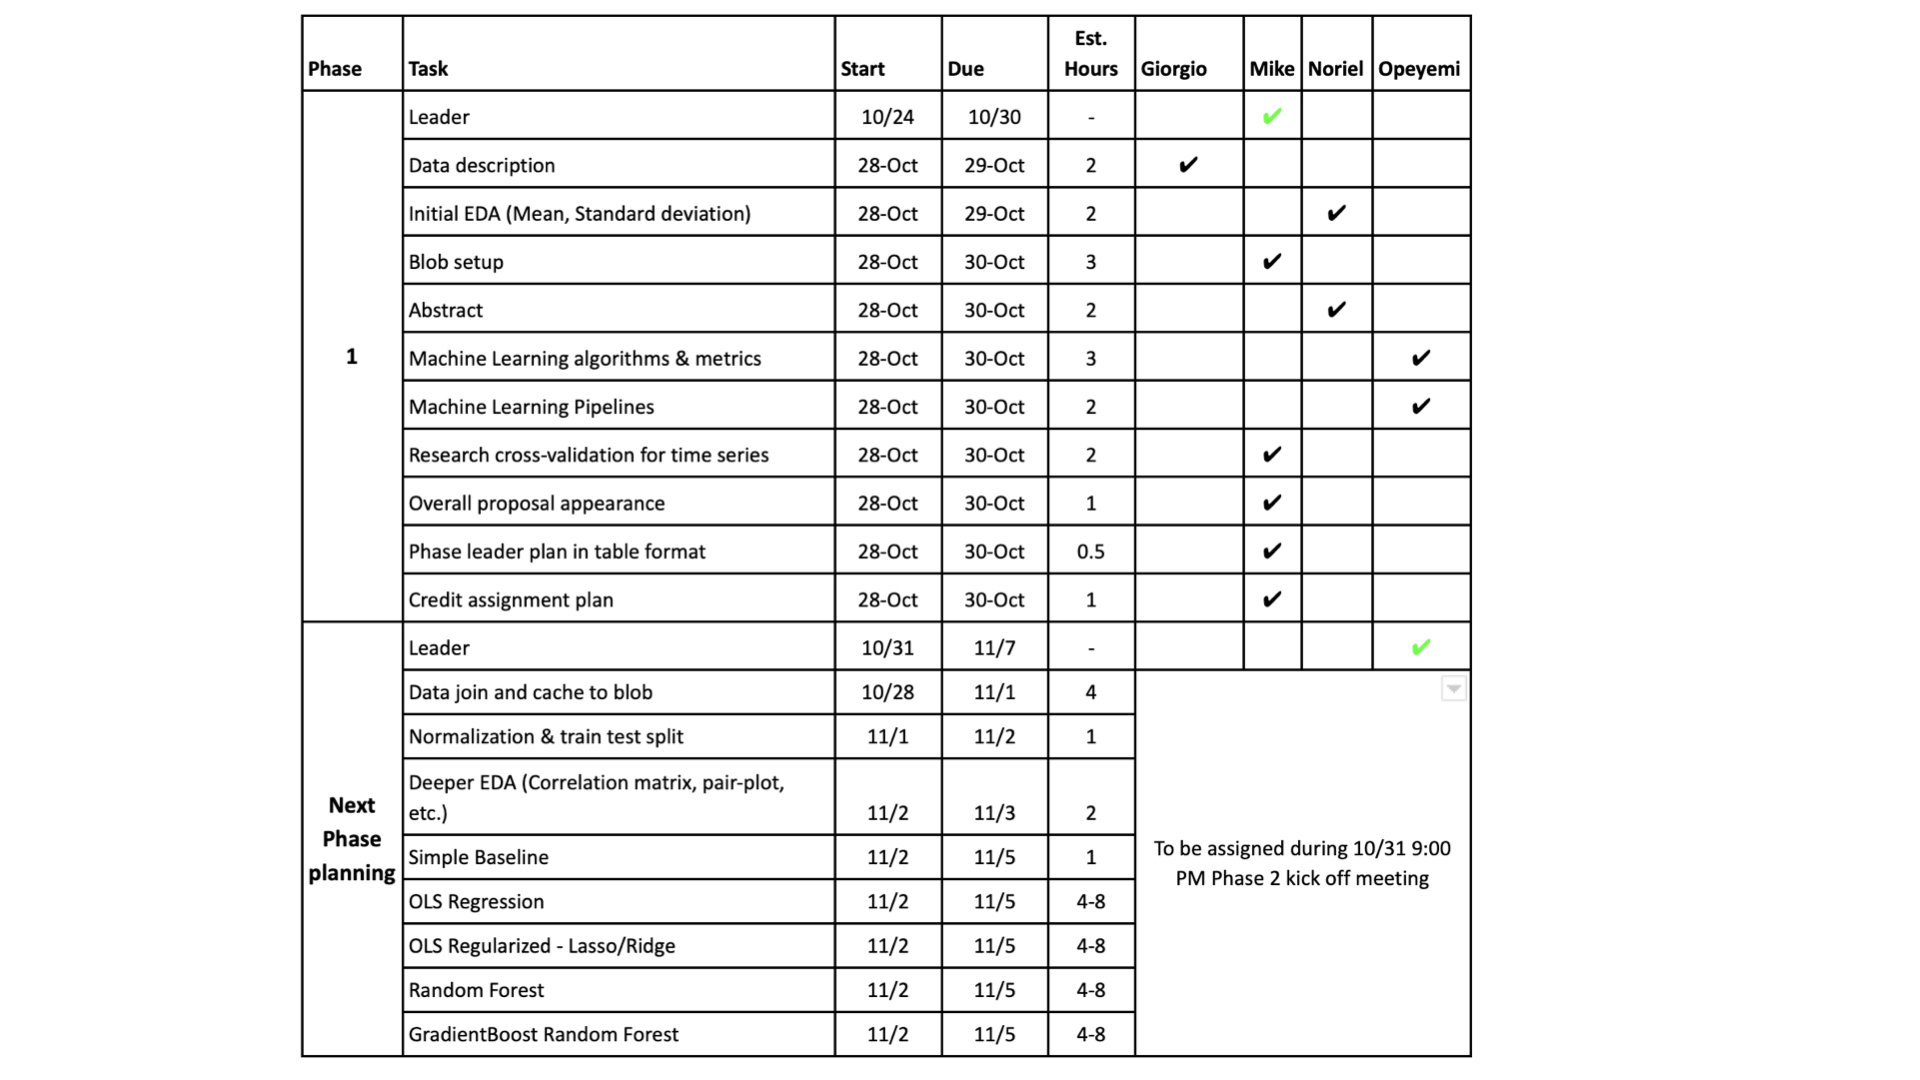 Phase Task Start Due Est. Hours Giorgio Mike Noriel Opeyemi
1
Leader 10/24 10/30 - ✔
Data description 28-Oct 29-Oct 2 ✔
Initial EDA (Mean, Standard deviation) 28-Oct 29-Oct 2 ✔
Blob setup 28-Oct 30-Oct 3 ✔
Abstract 28-Oct 30-Oct 2 ✔
Machine Learning algorithms & metrics 28-Oct 30-Oct 3 ✔
Machine Learning Pipelines 28-Oct 30-Oct 2 ✔
Research cross-validation for time series 28-Oct 30-Oct 2 ✔
Overall proposal appearance 28-Oct 30-Oct 1 ✔
Phase leader plan in table format 28-Oct 30-Oct 0.5 ✔
Credit assignment plan 28-Oct 30-Oct 1 ✔
Next
Phase
planning
Leader 10/31 11/7 - ✔
Data join and cache to blob 10/28 11/1 4
Normalization & train test split 11/1 11/2 1
Deeper EDA (Correlation matrix, pair-plot,
etc.) 11/2 11/3 2
Simple Baseline 11/2 11/5 1
OLS Regression 11/2 11/5 4-8
OLS Regularized - Lasso/Ridge 11/2 11/5 4-8
Random Forest 11/2 11/5 4-8
GradientBoost Random Forest 11/2 11/5 4-8
To be assigned during 10/31 9:00
PM Phase 2 kick off meeting